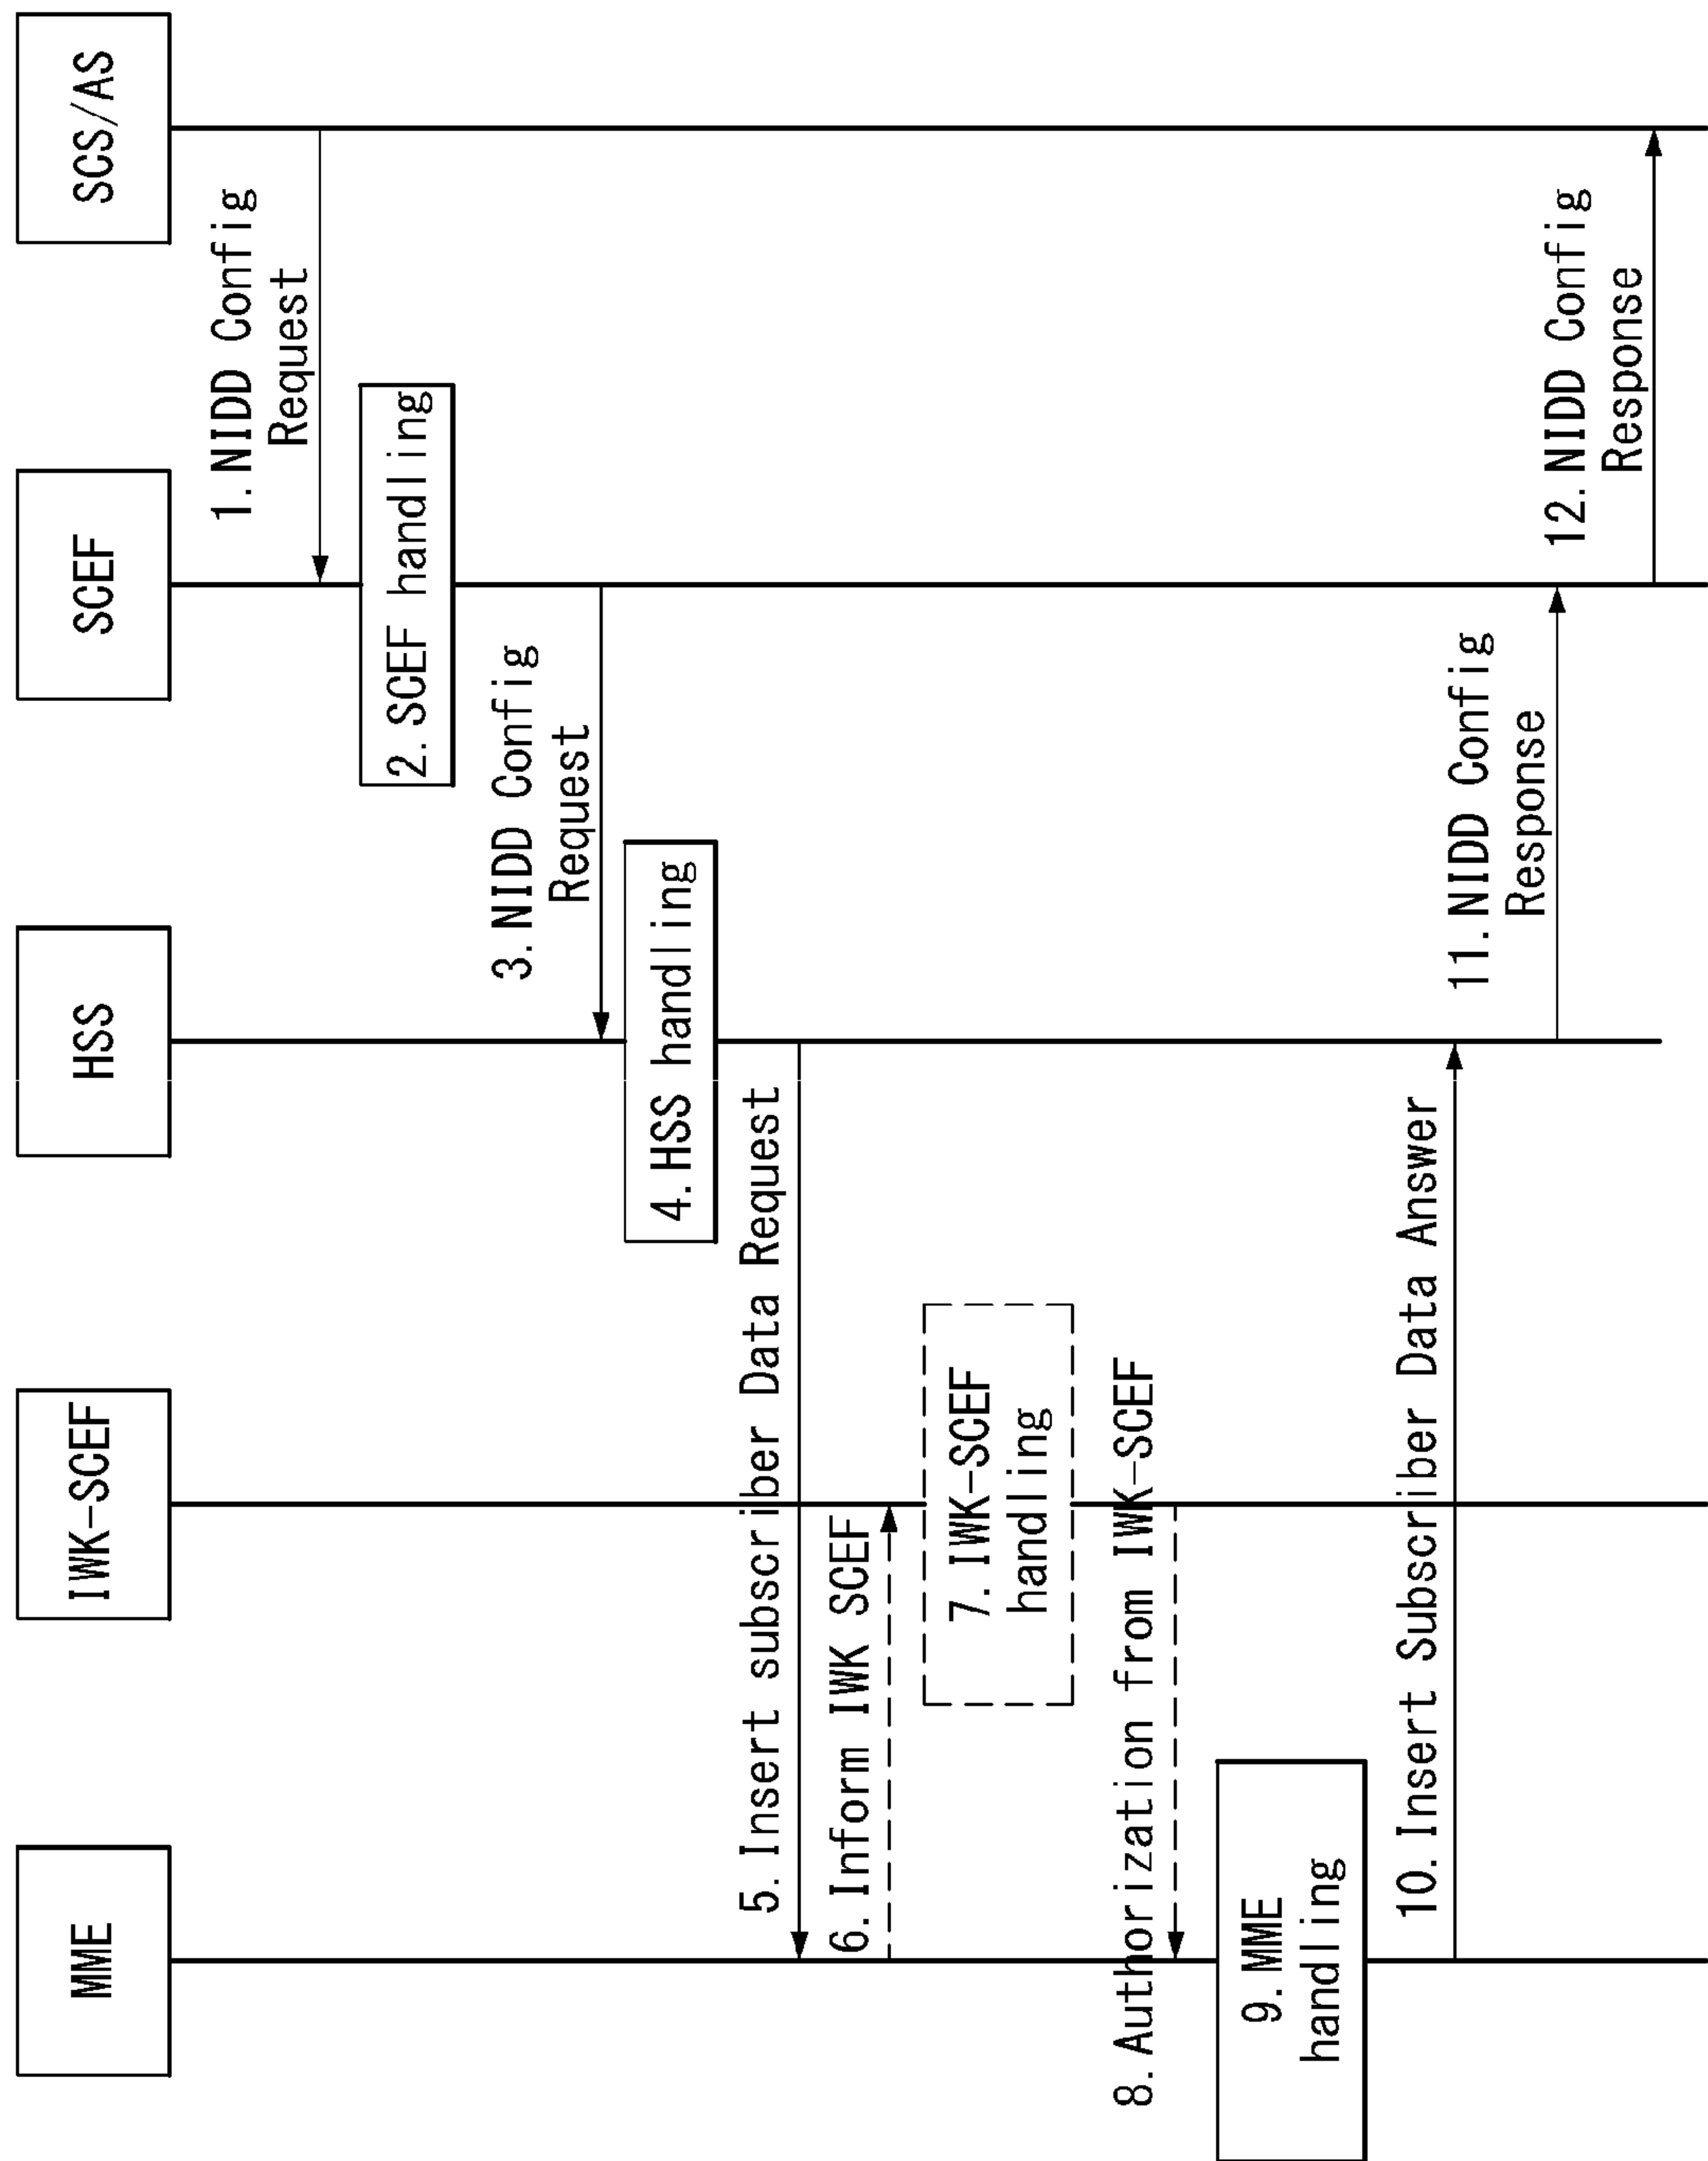 MME
IWK-SCEF
HSS
SCEF
SCS/AS
1.NIDD Config
Request
2.SCEF handling
3.NIDD Config
Request
4.HSS handling
5.Insert subscriber Data Request
6.Inform IWK SCEF
7.IWK-SCEF
handling
8.Authorization from IWK-SCEF
9.MME
handling
10.Insert Subscriber Data Answer
11.NIDD Config
Response
12.NIDD Config
Response